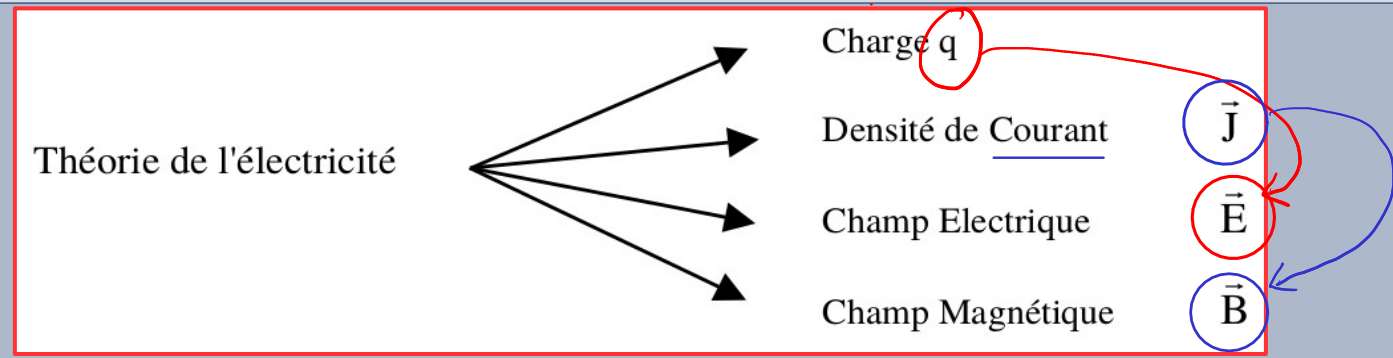 Charge q
Densité de Courant J⃗
Théorie de l'électricité
Champ Electrique E⃗
Champ Magnétique B⃗